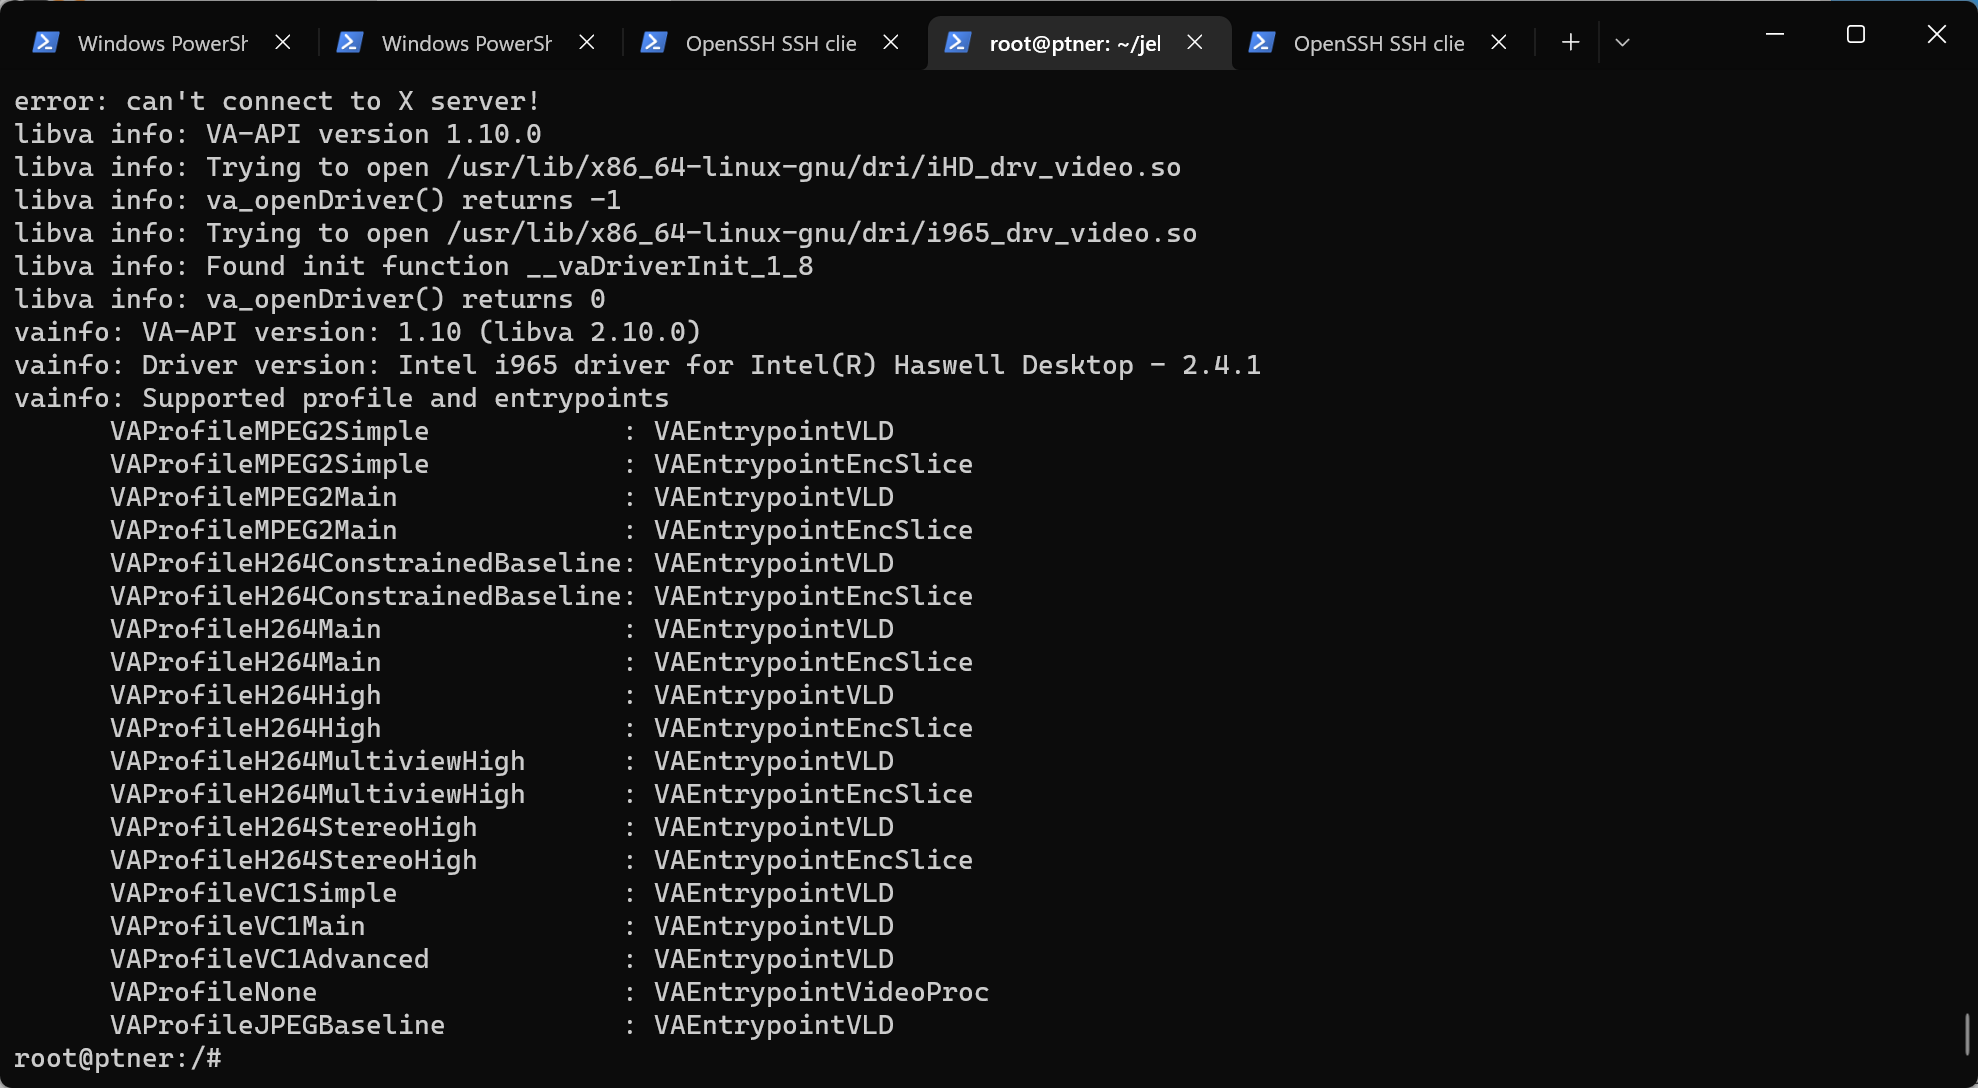 Windows PowerSh
Windows PowerSh
OpenSSH SSH clie
root@ptner: ~/jel
OpenSSH SSH clie
error: can't connect to X server!
libva info: VA-API version 1.10.0
libva info: Trying to open /usr/lib/x86_64-linux-gnu/dri/iHD_drv_video.so
libva info: va_openDriver() returns -1
libva info: Trying to open /usr/lib/x86_64-linux-gnu/dri/i965_drv_video.so
libva info: Found init function __vaDriverInit_1_8
libva info: va_openDriver() returns 0
vainfo: VA-API version: 1.10 (libva 2.10.0)
vainfo: Driver version: Intel i965 driver for Intel(R) Haswell Desktop - 2.4.1
vainfo: Supported profile and entrypoints
VAProfileMPEG2Simple : VAEntrypointVLD
VAProfileMPEG2Simple : VAEntrypointEncSlice
VAProfileMPEG2Main : VAEntrypointVLD
VAProfileMPEG2Main : VAEntrypointEncSlice
VAProfileH264ConstrainedBaseline: VAEntrypointVLD
VAProfileH264ConstrainedBaseline: VAEntrypointEncSlice
VAProfileH264Main : VAEntrypointVLD
VAProfileH264Main : VAEntrypointEncSlice
VAProfileH264High : VAEntrypointVLD
VAProfileH264High : VAEntrypointEncSlice
VAProfileH264MultiviewHigh : VAEntrypointVLD
VAProfileH264MultiviewHigh : VAEntrypointEncSlice
VAProfileH264StereoHigh : VAEntrypointVLD
VAProfileH264StereoHigh : VAEntrypointEncSlice
VAProfileVC1Simple : VAEntrypointVLD
VAProfileVC1Main : VAEntrypointVLD
VAProfileVC1Advanced : VAEntrypointVLD
VAProfileNone : VAEntrypointVideoProc
VAProfileJPEGBaseline : VAEntrypointVLD
root@ptner:/#